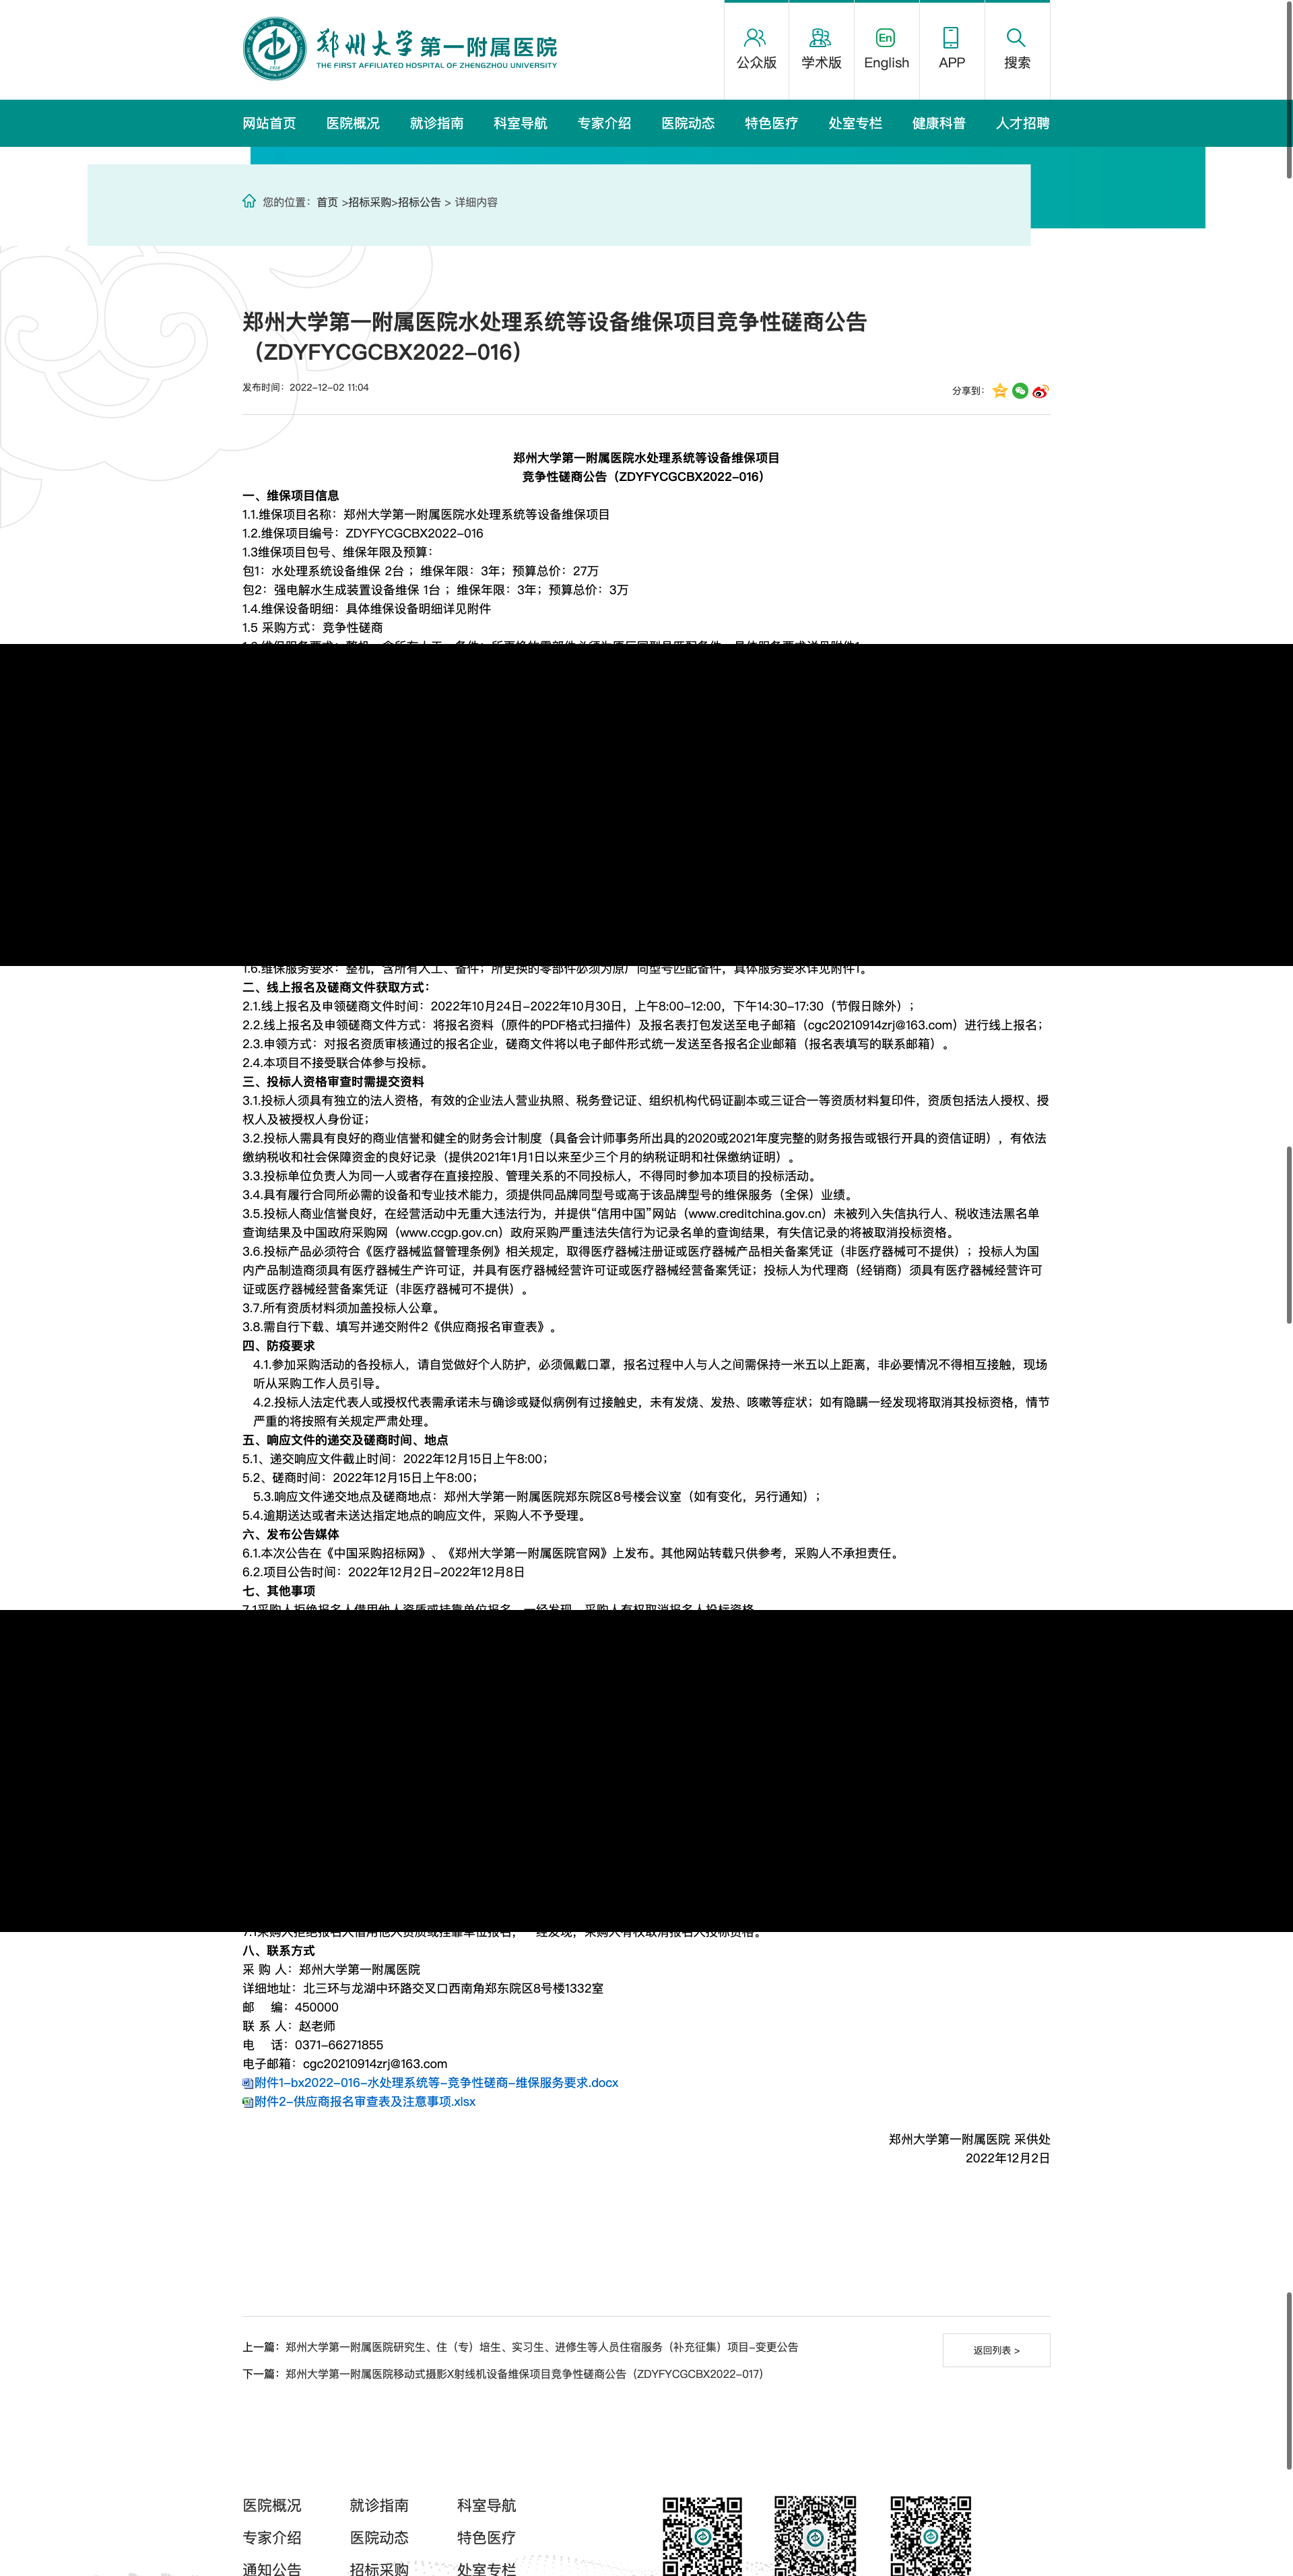 郑州大学第一附属医院
THE FIRST AFFILIATED HOSPITAL OF ZHENGZHOU UNIVERSITY
公众版 学术版 English APP 搜索
网站首页 医院概况 就诊指南 科室导航 专家介绍 医院动态 特色医疗 处室专栏 健康科普 人才招聘
您的位置：首页 >招标采购>招标公告 > 详细内容
郑州大学第一附属医院水处理系统等设备维保项目竞争性磋商公告
（ZDYFYCGCBX2022-016）
发布时间：2022-12-02 11:04
分享到：
郑州大学第一附属医院水处理系统等设备维保项目
竞争性磋商公告（ZDYFYCGCBX2022-016）
一、维保项目信息
1.1.维保项目名称：郑州大学第一附属医院水处理系统等设备维保项目
1.2.维保项目编号：ZDYFYCGCBX2022-016
1.3维保项目包号、维保年限及预算：
包1：水处理系统设备维保 2台 ；维保年限：3年；预算总价：27万
包2：强电解水生成装置设备维保 1台 ；维保年限：3年；预算总价：3万
1.4.维保设备明细：具体维保设备明细详见附件
1.5 采购方式：竞争性磋商
1.6.维保服务要求：整机，含所有人工、备件；所更换的零部件必须为原厂同型号匹配备件，具体服务要求详见附件1。
二、线上报名及磋商文件获取方式：
2.1.线上报名及申领磋商文件时间：2022年10月24日-2022年10月30日，上午8:00-12:00，下午14:30-17:30（节假日除外）；
2.2.线上报名及申领磋商文件方式：将报名资料（原件的PDF格式扫描件）及报名表打包发送至电子邮箱（cgc20210914zrj@163.com）进行线上报名；
2.3.申领方式：对报名资质审核通过的报名企业，磋商文件将以电子邮件形式统一发送至各报名企业邮箱（报名表填写的联系邮箱）。
2.4.本项目不接受联合体参与投标。
三、投标人资格审查时需提交资料
3.1.投标人须具有独立的法人资格，有效的企业法人营业执照、税务登记证、组织机构代码证副本或三证合一等资质材料复印件，资质包括法人授权、授
权人及被授权人身份证；
3.2.投标人需具有良好的商业信誉和健全的财务会计制度（具备会计师事务所出具的2020或2021年度完整的财务报告或银行开具的资信证明），有依法
缴纳税收和社会保障资金的良好记录（提供2021年1月1日以来至少三个月的纳税证明和社保缴纳证明）。
3.3.投标单位负责人为同一人或者存在直接控股、管理关系的不同投标人，不得同时参加本项目的投标活动。
3.4.具有履行合同所必需的设备和专业技术能力，须提供同品牌同型号或高于该品牌型号的维保服务（全保）业绩。
3.5.投标人商业信誉良好，在经营活动中无重大违法行为，并提供“信用中国”网站（www.creditchina.gov.cn）未被列入失信执行人、税收违法黑名单
查询结果及中国政府采购网（www.ccgp.gov.cn）政府采购严重违法失信行为记录名单的查询结果，有失信记录的将被取消投标资格。
3.6.投标产品必须符合《医疗器械监督管理条例》相关规定，取得医疗器械注册证或医疗器械产品相关备案凭证（非医疗器械可不提供）；投标人为国
内产品制造商须具有医疗器械生产许可证，并具有医疗器械经营许可证或医疗器械经营备案凭证；投标人为代理商（经销商）须具有医疗器械经营许可
证或医疗器械经营备案凭证（非医疗器械可不提供）。
3.7.所有资质材料须加盖投标人公章。
3.8.需自行下载、填写并递交附件2《供应商报名审查表》。
四、防疫要求
4.1.参加采购活动的各投标人，请自觉做好个人防护，必须佩戴口罩，报名过程中人与人之间需保持一米五以上距离，非必要情况不得相互接触，现场
听从采购工作人员引导。
4.2.投标人法定代表人或授权代表需承诺未与确诊或疑似病例有过接触史，未有发烧、发热、咳嗽等症状；如有隐瞒一经发现将取消其投标资格，情节
严重的将按照有关规定严肃处理。
五、响应文件的递交及磋商时间、地点
5.1、递交响应文件截止时间：2022年12月15日上午8:00；
5.2、磋商时间：2022年12月15日上午8:00；
5.3.响应文件递交地点及磋商地点：郑州大学第一附属医院郑东院区8号楼会议室（如有变化，另行通知）；
5.4.逾期送达或者未送达指定地点的响应文件，采购人不予受理。
六、发布公告媒体
6.1.本次公告在《中国采购招标网》、《郑州大学第一附属医院官网》上发布。其他网站转载只供参考，采购人不承担责任。
6.2.项目公告时间：2022年12月2日-2022年12月8日
七、其他事项
7.1采购人拒绝报名人借用他人资质或挂靠单位报名，一经发现，采购人有权取消报名人投标资格。
八、联系方式
采 购 人：郑州大学第一附属医院
详细地址：北三环与龙湖中环路交叉口西南角郑东院区8号楼1332室
邮 编：450000
联 系 人：赵老师
电 话：0371-66271855
电子邮箱：cgc20210914zrj@163.com
附件1-bx2022-016-水处理系统等-竞争性磋商-维保服务要求.docx
附件2-供应商报名审查表及注意事项.xlsx
郑州大学第一附属医院 采供处
2022年12月2日
上一篇：郑州大学第一附属医院研究生、住（专）培生、实习生、进修生等人员住宿服务（补充征集）项目-变更公告
返回列表 >
下一篇：郑州大学第一附属医院移动式摄影X射线机设备维保项目竞争性磋商公告（ZDYFYCGCBX2022-017）
医院概况 就诊指南 科室导航
专家介绍 医院动态 特色医疗
通知公告 招标采购 处室专栏